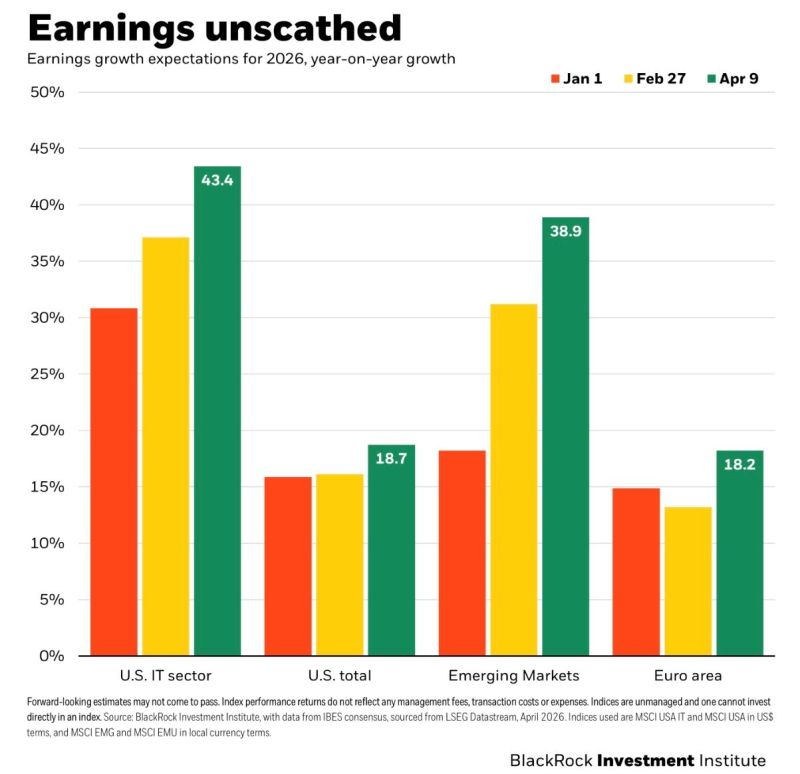 Earnings unscathed
Earnings growth expectations for 2026, year-on-year growth
Jan 1 Feb 27 Apr 9
50%
45%
43.4
40%
38.9
35%
30%
25%
20%
18.7
18.2
15%
10%
5%
0%
U.S. IT sector U.S. total Emerging Markets Euro area
Forward-looking estimates may not come to pass. Index performance returns do not reflect any management fees, transaction costs or expenses. Indices are unmanaged and one cannot invest
directly in an index. Source: BlackRock Investment Institute, with data from IBES consensus, sourced from LSEG Datastream, April 2026. Indices used are MSCI USA IT and MSCI USA in US$
terms, and MSCI EMG and MSCI EMU in local currency terms.
BlackRock Investment Institute